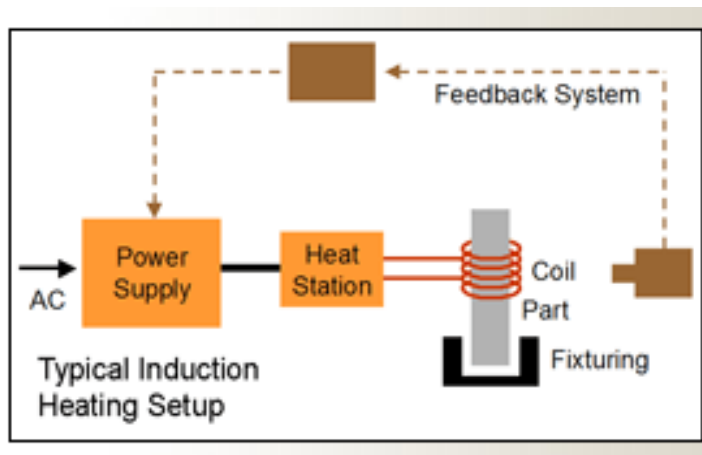 Feedback System
Power
Supply
Heat
Station
AC
Coil
Part
Fixturing
Typical Induction
Heating Setup